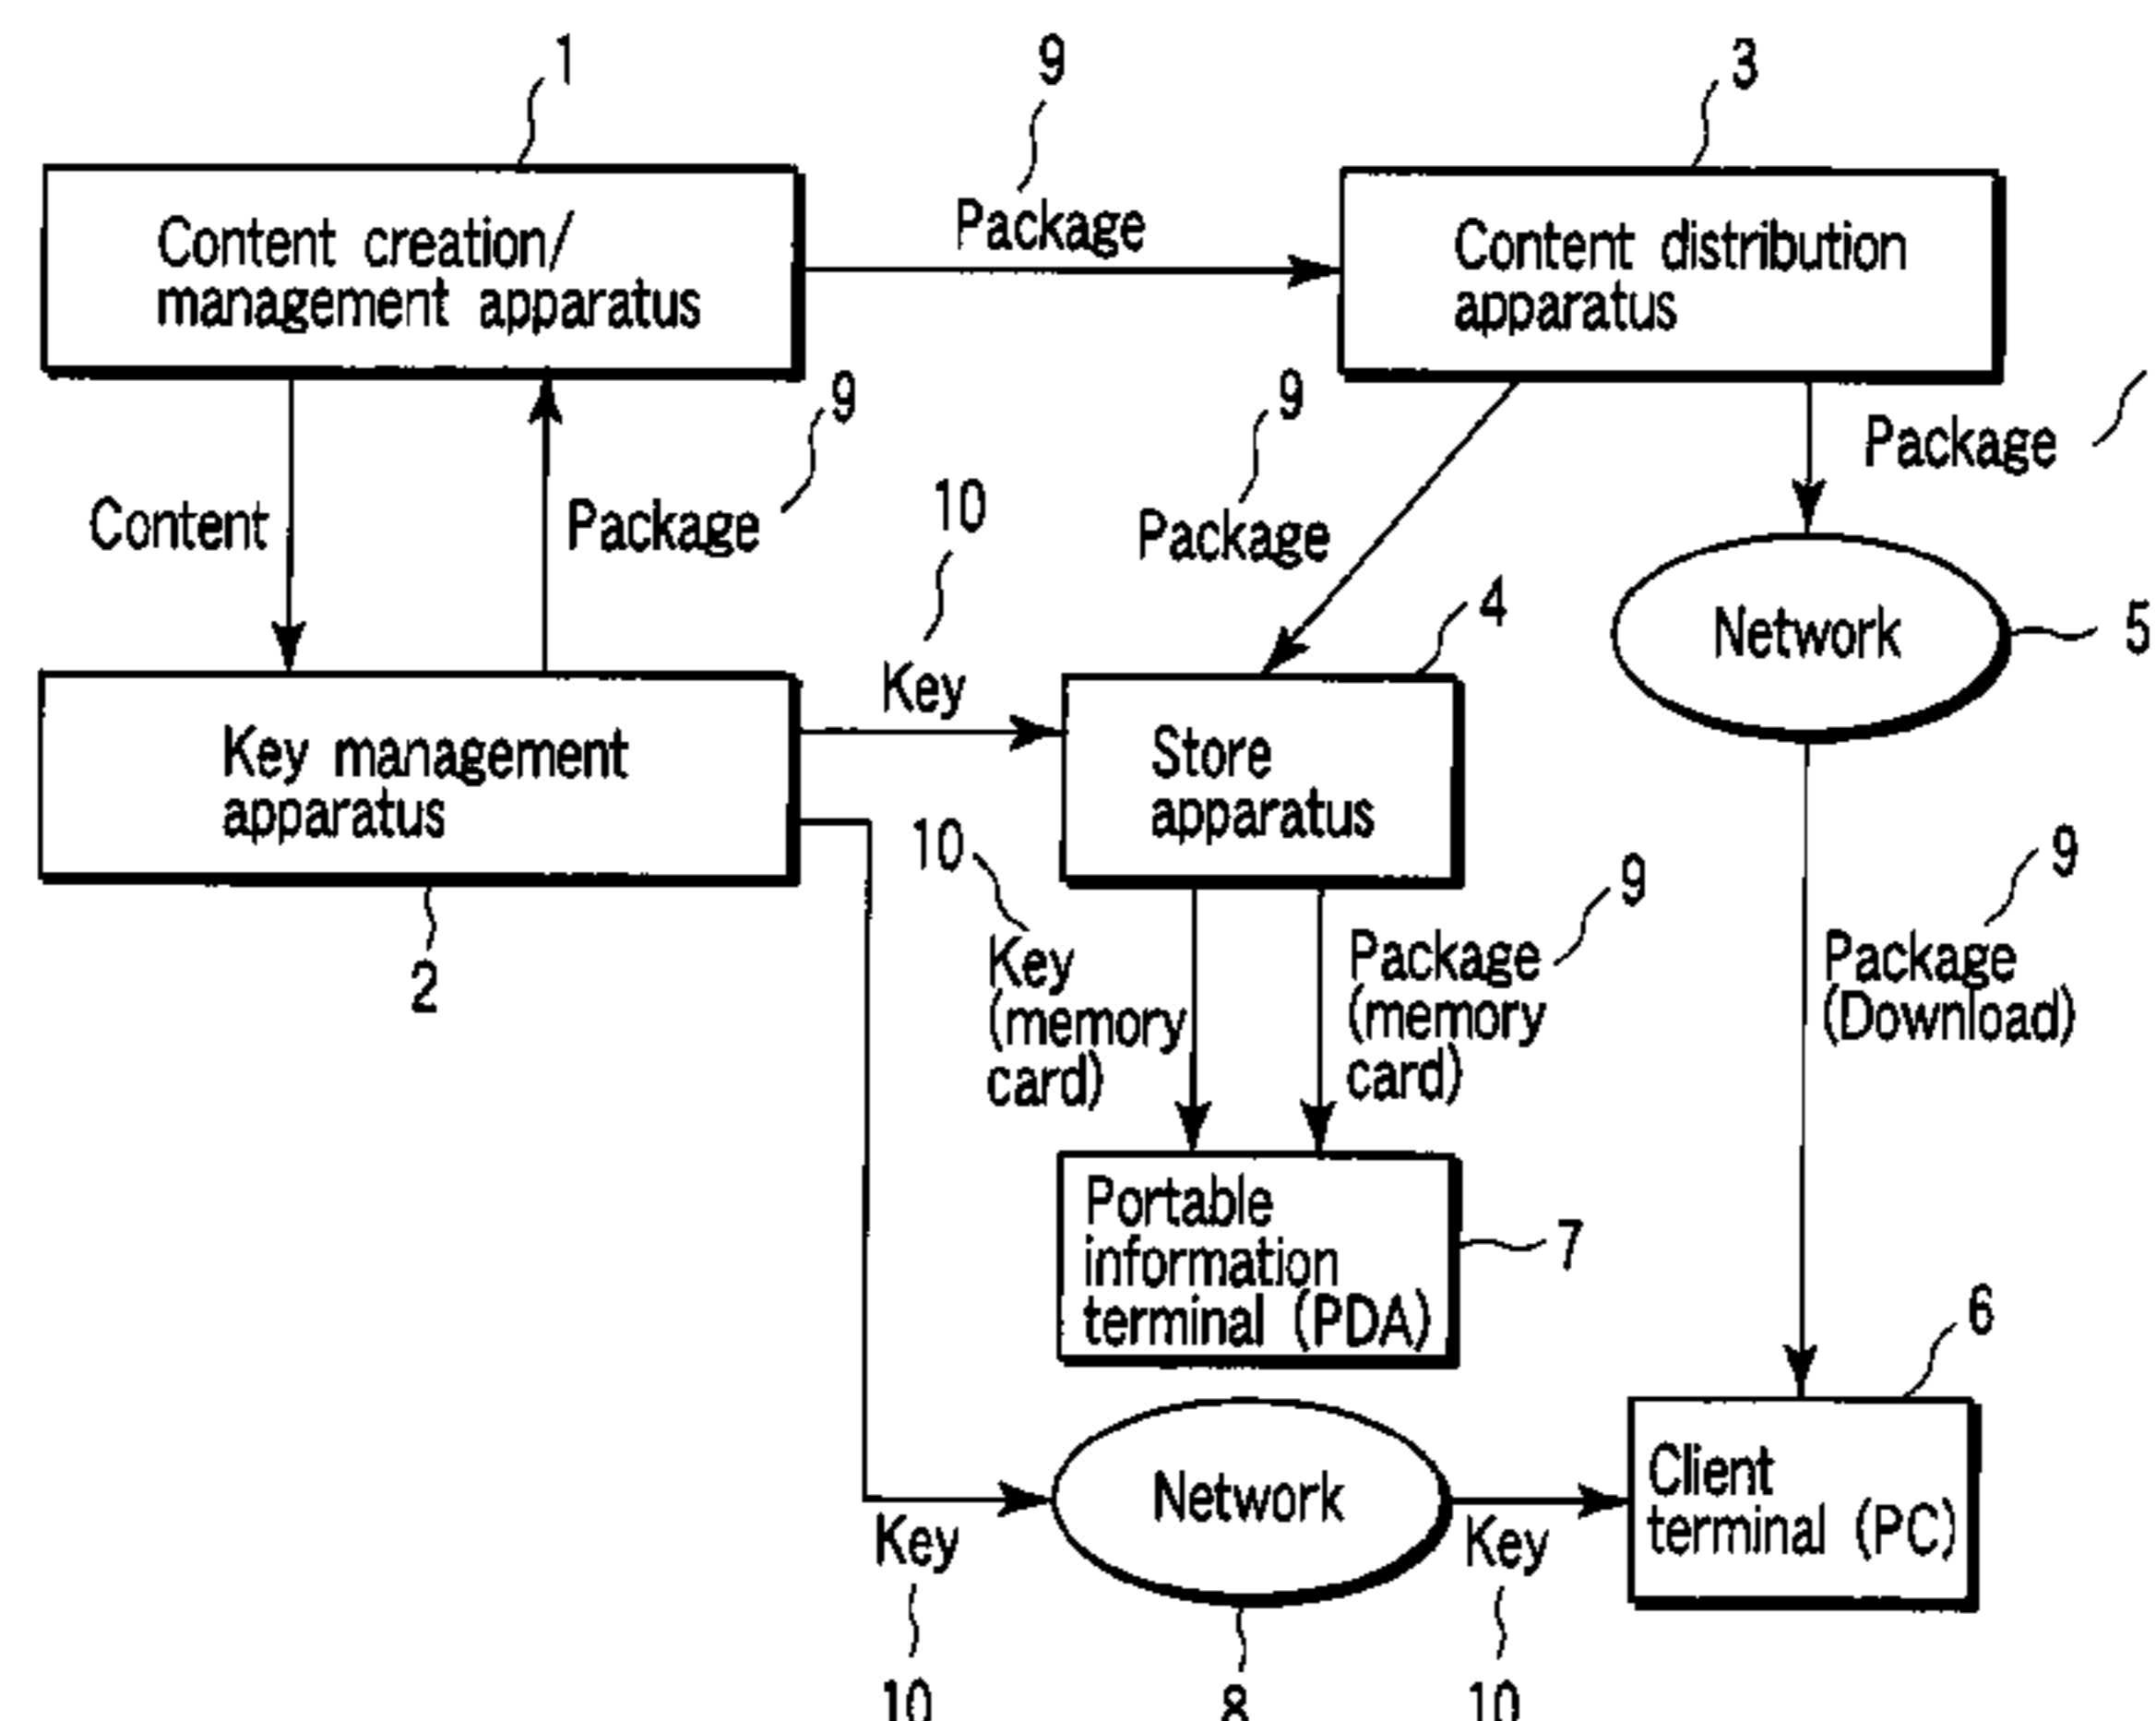 1
9
3
Content creation/
management apparatus
Package
Content distribution
apparatus
9
9
Package
Content
Package
10
Package
4
Network
5
Key
Key management
apparatus
Store
apparatus
10
9
9
2
Key
(memory
card)
Package
(memory
card)
Package
(Download)
Portable
information
terminal (PDA)
7
6
Network
Client
terminal (PC)
Key
Key
10
8
10